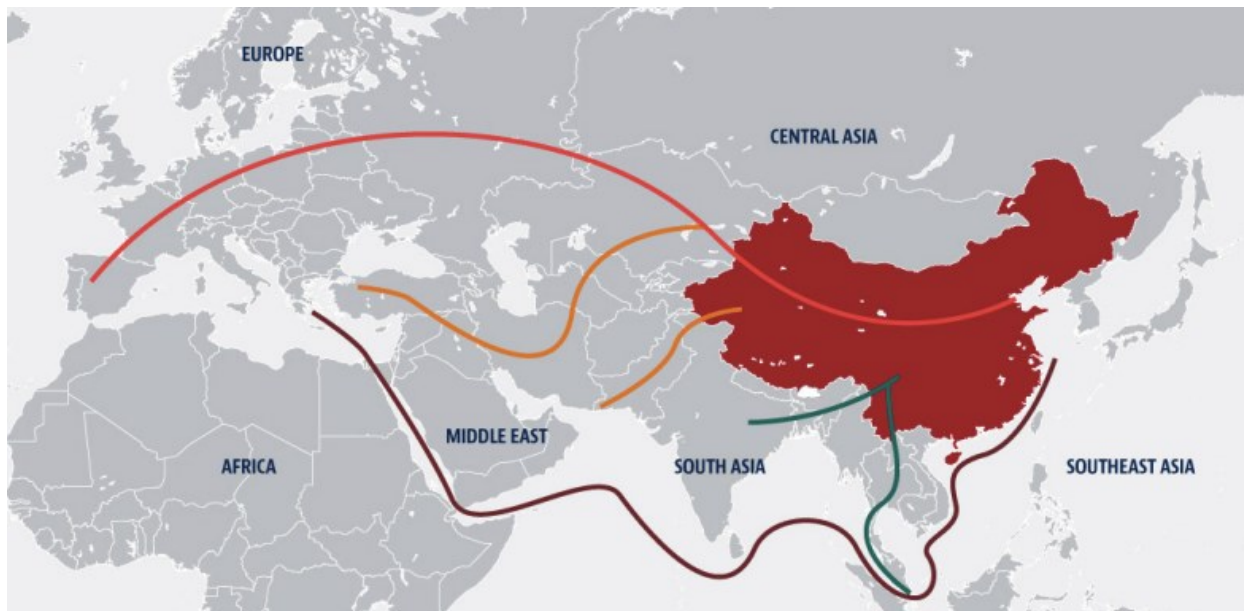 EUROPE
CENTRAL ASIA
MIDDLE EAST
AFRICA
SOUTH ASIA
SOUTHEAST ASIA